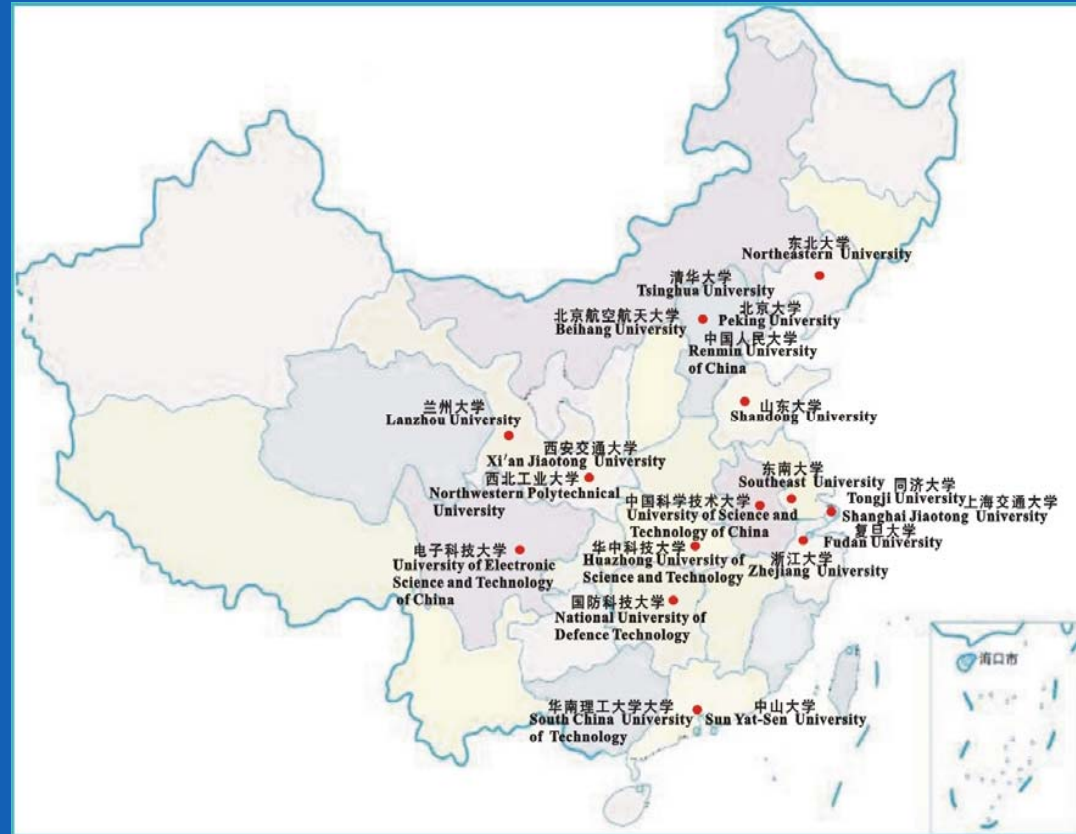 东北大学
Northeastern University
清华大学
Tsinghua University
北京大学
Peking University
北京航空航天大学
Beihang University
中国人民大学
Renmin University
of China
山东大学
Shandong University
兰州大学
Lanzhou University
西安交通大学
Xi'an Jiaotong University
西北工业大学
Northwestern Polytechnical
University
东南大学
Southeast University
同济大学
Tongji University
上海交通大学
Shanghai Jiaotong University
复旦大学
Fudan University
中国科学技术大学
University of Science and
Technology of China
浙江大学
Zhejiang University
华中科技大学
Huazhong University of
Science and Technology
电子科技大学
University of Electronic
Science and Technology
of China
国防科技大学
National University of
Defence Technology
华南理工大学大学
South China University
of Technology
中山大学
Sun Yat-Sen University
海口市